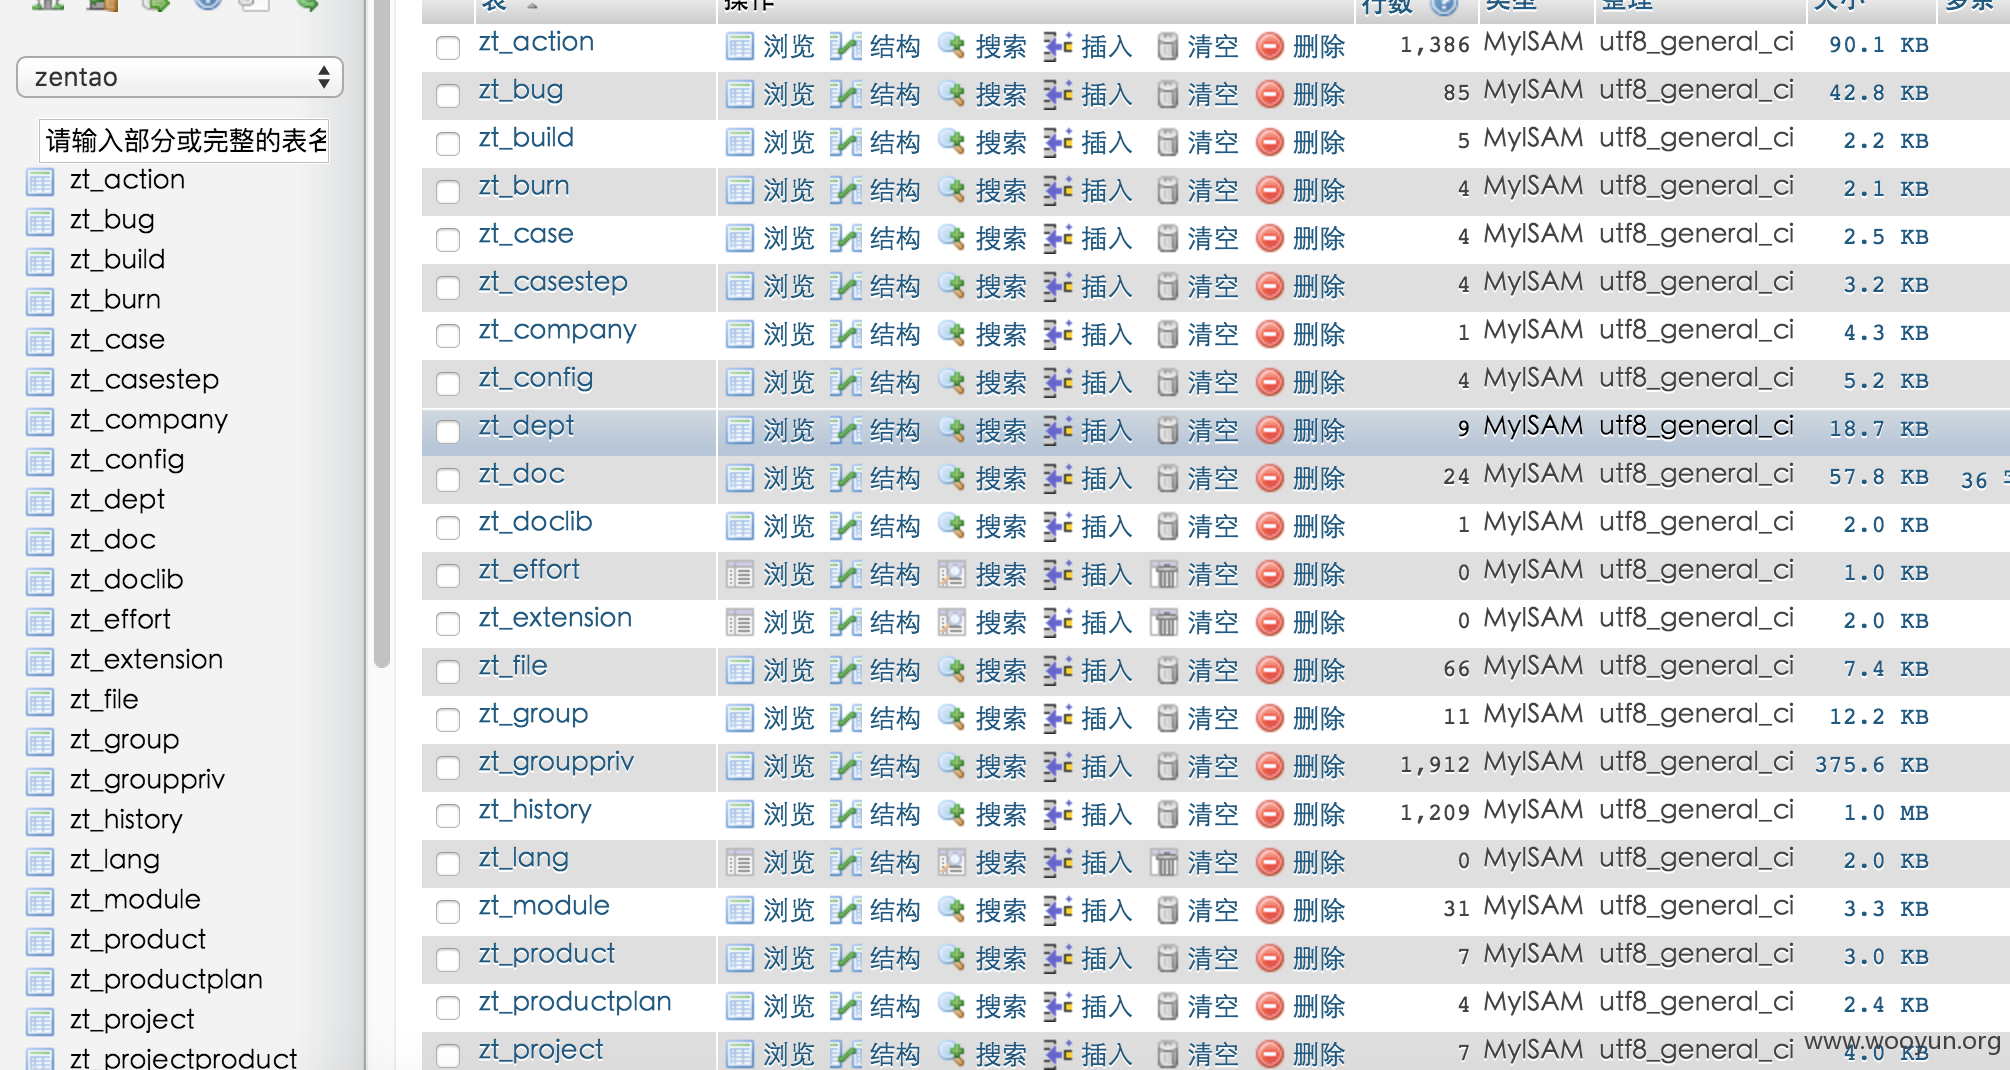 表 操作 行数 类型 整理 大小 多余
zentao
请输入部分或完整的表名
zt_action
zt_bug
zt_build
zt_burn
zt_case
zt_casestep
zt_company
zt_config
zt_dept
zt_doc
zt_doclib
zt_effort
zt_extension
zt_file
zt_group
zt_grouppriv
zt_history
zt_lang
zt_module
zt_product
zt_productplan
zt_project
zt_projectproduct
zt_action 浏览 结构 搜索 插入 清空 删除 1,386 MyISAM utf8_general_ci 90.1 KB
zt_bug 浏览 结构 搜索 插入 清空 删除 85 MyISAM utf8_general_ci 42.8 KB
zt_build 浏览 结构 搜索 插入 清空 删除 5 MyISAM utf8_general_ci 2.2 KB
zt_burn 浏览 结构 搜索 插入 清空 删除 4 MyISAM utf8_general_ci 2.1 KB
zt_case 浏览 结构 搜索 插入 清空 删除 4 MyISAM utf8_general_ci 2.5 KB
zt_casestep 浏览 结构 搜索 插入 清空 删除 4 MyISAM utf8_general_ci 3.2 KB
zt_company 浏览 结构 搜索 插入 清空 删除 1 MyISAM utf8_general_ci 4.3 KB
zt_config 浏览 结构 搜索 插入 清空 删除 4 MyISAM utf8_general_ci 5.2 KB
zt_dept 浏览 结构 搜索 插入 清空 删除 9 MyISAM utf8_general_ci 18.7 KB
zt_doc 浏览 结构 搜索 插入 清空 删除 24 MyISAM utf8_general_ci 57.8 KB 36
zt_doclib 浏览 结构 搜索 插入 清空 删除 1 MyISAM utf8_general_ci 2.0 KB
zt_effort 浏览 结构 搜索 插入 清空 删除 0 MyISAM utf8_general_ci 1.0 KB
zt_extension 浏览 结构 搜索 插入 清空 删除 0 MyISAM utf8_general_ci 2.0 KB
zt_file 浏览 结构 搜索 插入 清空 删除 66 MyISAM utf8_general_ci 7.4 KB
zt_group 浏览 结构 搜索 插入 清空 删除 11 MyISAM utf8_general_ci 12.2 KB
zt_grouppriv 浏览 结构 搜索 插入 清空 删除 1,912 MyISAM utf8_general_ci 375.6 KB
zt_history 浏览 结构 搜索 插入 清空 删除 1,209 MyISAM utf8_general_ci 1.0 MB
zt_lang 浏览 结构 搜索 插入 清空 删除 0 MyISAM utf8_general_ci 2.0 KB
zt_module 浏览 结构 搜索 插入 清空 删除 31 MyISAM utf8_general_ci 3.3 KB
zt_product 浏览 结构 搜索 插入 清空 删除 7 MyISAM utf8_general_ci 3.0 KB
zt_productplan 浏览 结构 搜索 插入 清空 删除 4 MyISAM utf8_general_ci 2.4 KB
zt_project 浏览 结构 搜索 插入 清空 删除 7 MyISAM utf8_general_ci 4.0 KB
www.wooyun.org